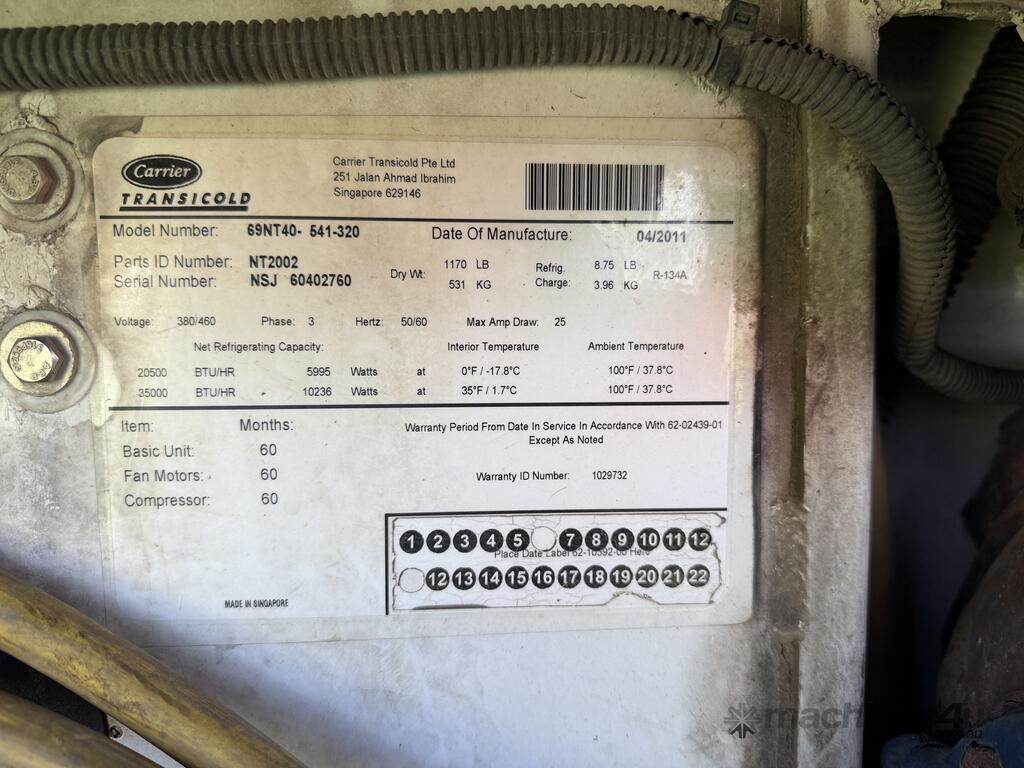 Carrier
TRANSICOLD
Carrier Transicold Pte Ltd
251 Jalan Ahmad Ibrahim
Singapore 629146
Model Number: 69NT40- 541-320 Date Of Manufacture: 04/2011
Parts ID Number: NT2002
Serial Number: NSJ 60402760
Dry Wt: 1170 LB
531 KG
Refrig. 8.75 LB
Charge: 3.96 KG
R-134A
Voltage: 380/460 Phase: 3 Hertz: 50/60 Max Amp Draw: 25
Net Refrigerating Capacity: Interior Temperature Ambient Temperature
20500 BTU/HR 5995 Watts at 0°F / -17.8°C 100°F / 37.8°C
35000 BTU/HR 10236 Watts at 35°F / 1.7°C 100°F / 37.8°C
Item: Months:
Basic Unit: 60
Fan Motors: 60
Compressor: 60
Warranty Period From Date In Service In Accordance With 62-02439-01
Except As Noted
Warranty ID Number: 1029732
1 2 3 4 5 7 8 9 10 11 12
Place Date Label 62-10392-00 Here
12 13 14 15 16 17 18 19 20 21 22
MADE IN SINGAPORE